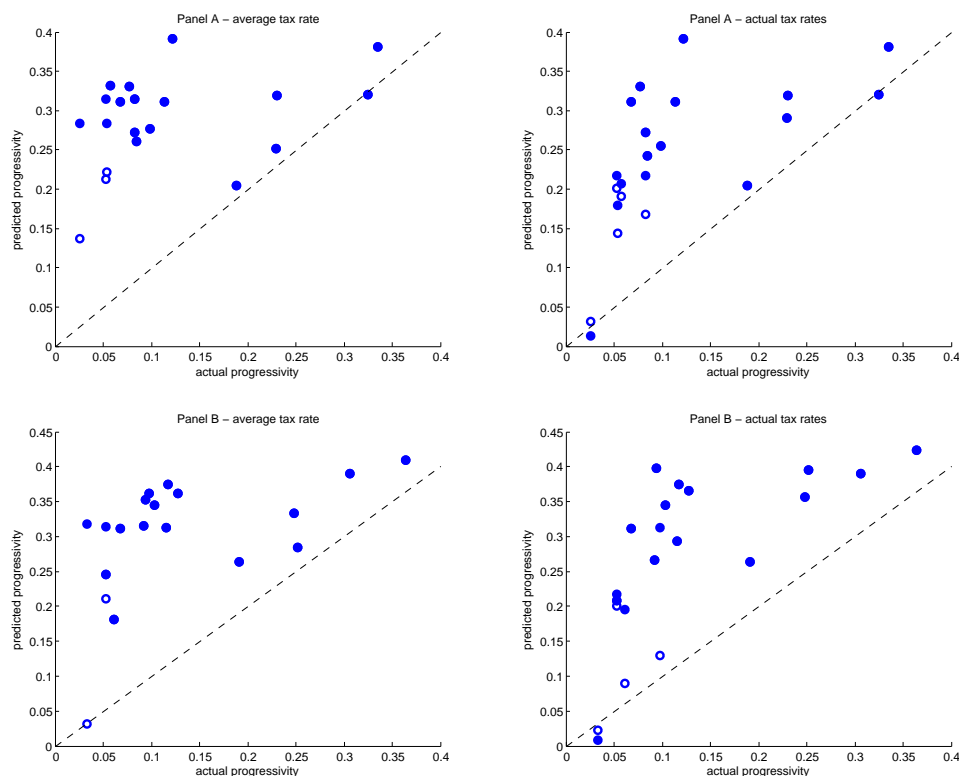 Panel A − average tax rate
0.4
0.35
0.3
0.25
0.2
0.15
0.1
0.05
0
predicted progressivity
0 0.05 0.1 0.15 0.2 0.25 0.3 0.35 0.4
actual progressivity
Panel A − actual tax rates
0.4
0.35
0.3
0.25
0.2
0.15
0.1
0.05
0
predicted progressivity
0 0.05 0.1 0.15 0.2 0.25 0.3 0.35 0.4
actual progressivity
Panel B − average tax rate
0.45
0.4
0.35
0.3
0.25
0.2
0.15
0.1
0.05
0
predicted progressivity
0 0.05 0.1 0.15 0.2 0.25 0.3 0.35 0.4
actual progressivity
Panel B − actual tax rates
0.45
0.4
0.35
0.3
0.25
0.2
0.15
0.1
0.05
0
predicted progressivity
0 0.05 0.1 0.15 0.2 0.25 0.3 0.35 0.4
actual progressivity